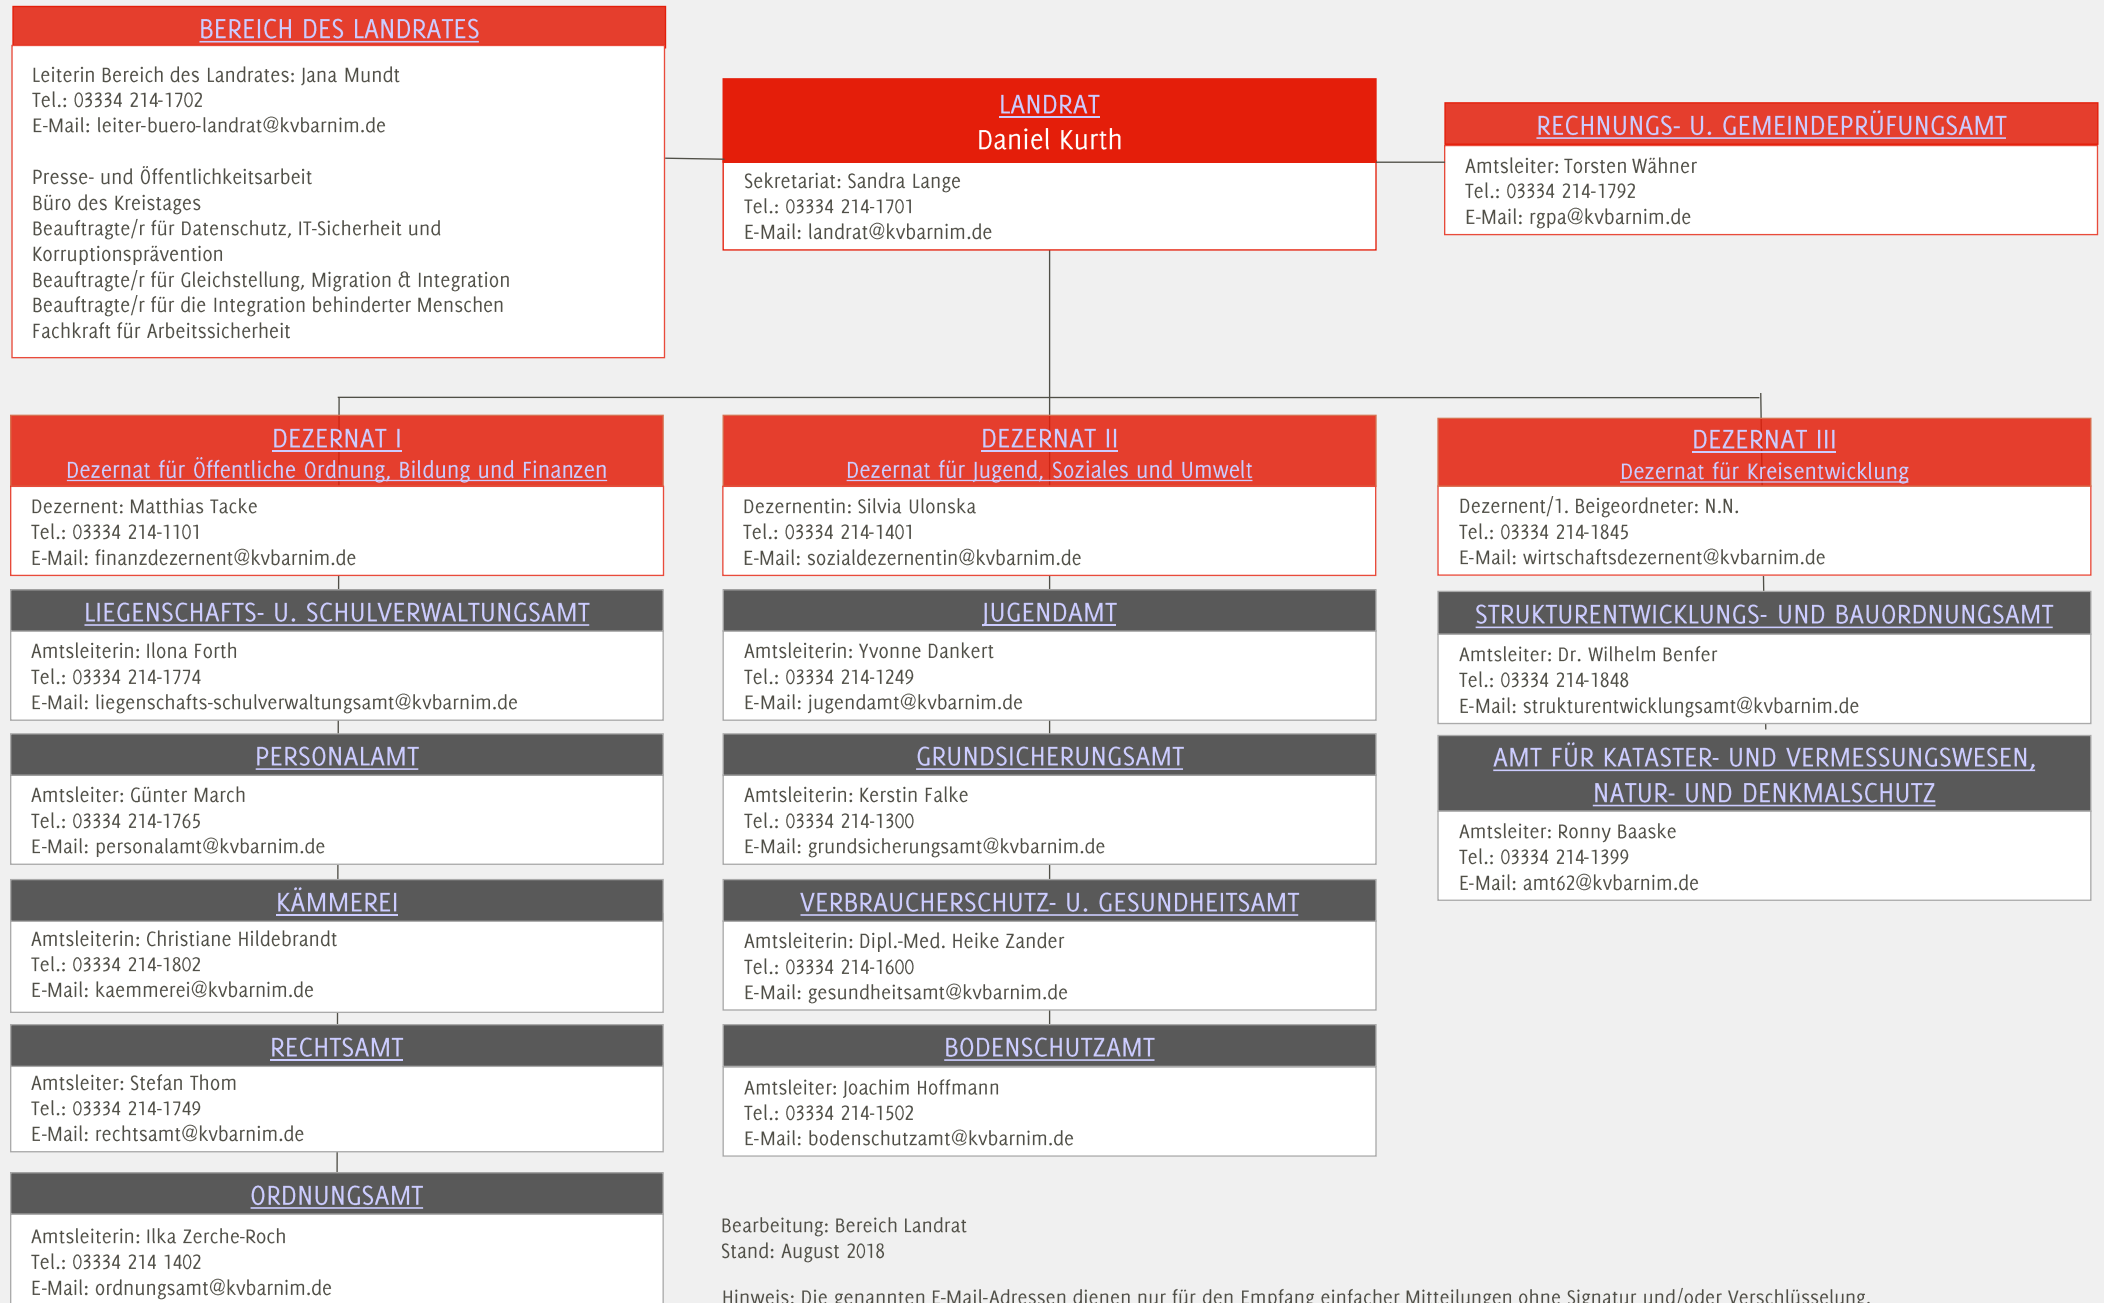 BEREICH DES LANDRATES
Leiterin Bereich des Landrates: Jana Mundt
Tel.: 03334 214-1702
E-Mail: leiter-buero-landrat@kvbarnim.de
Presse- und Öffentlichkeitsarbeit
Büro des Kreistages
Beauftragte/r für Datenschutz, IT-Sicherheit und
Korruptionsprävention
Beauftragte/r für Gleichstellung, Migration & Integration
Beauftragte/r für die Integration behinderter Menschen
Fachkraft für Arbeitssicherheit
LANDRAT
Daniel Kurth
Sekretariat: Sandra Lange
Tel.: 03334 214-1701
E-Mail: landrat@kvbarnim.de
RECHNUNGS- U. GEMEINDEPRÜFUNGSAMT
Amtsleiter: Torsten Wähner
Tel.: 03334 214-1792
E-Mail: rgpa@kvbarnim.de
DEZERNAT I
Dezernat für Öffentliche Ordnung, Bildung und Finanzen
Dezernent: Matthias Tacke
Tel.: 03334 214-1101
E-Mail: finanzdezernent@kvbarnim.de
LIEGENSCHAFTS- U. SCHULVERWALTUNGSAMT
Amtsleiterin: Ilona Forth
Tel.: 03334 214-1774
E-Mail: liegenschafts-schulverwaltungsamt@kvbarnim.de
PERSONALAMT
Amtsleiter: Günter March
Tel.: 03334 214-1765
E-Mail: personalamt@kvbarnim.de
KÄMMEREI
Amtsleiterin: Christiane Hildebrandt
Tel.: 03334 214-1802
E-Mail: kaemmerei@kvbarnim.de
RECHTSAMT
Amtsleiter: Stefan Thom
Tel.: 03334 214-1749
E-Mail: rechtsamt@kvbarnim.de
ORDNUNGSAMT
Amtsleiterin: Ilka Zerche-Roch
Tel.: 03334 214 1402
E-Mail: ordnungsamt@kvbarnim.de
DEZERNAT II
Dezernat für Jugend, Soziales und Umwelt
Dezernentin: Silvia Ulonska
Tel.: 03334 214-1401
E-Mail: sozialdezernentin@kvbarnim.de
JUGENDAMT
Amtsleiterin: Yvonne Dankert
Tel.: 03334 214-1249
E-Mail: jugendamt@kvbarnim.de
GRUNDSICHERUNGSAMT
Amtsleiterin: Kerstin Falke
Tel.: 03334 214-1300
E-Mail: grundsicherungsamt@kvbarnim.de
VERBRAUCHERSCHUTZ- U. GESUNDHEITSAMT
Amtsleiterin: Dipl.-Med. Heike Zander
Tel.: 03334 214-1600
E-Mail: gesundheitsamt@kvbarnim.de
BODENSCHUTZAMT
Amtsleiter: Joachim Hoffmann
Tel.: 03334 214-1502
E-Mail: bodenschutzamt@kvbarnim.de
DEZERNAT III
Dezernat für Kreisentwicklung
Dezernent/1. Beigeordneter: N.N.
Tel.: 03334 214-1845
E-Mail: wirtschaftsdezernent@kvbarnim.de
STRUKTURENTWICKLUNGS- UND BAUORDNUNGSAMT
Amtsleiter: Dr. Wilhelm Benfer
Tel.: 03334 214-1848
E-Mail: strukturentwicklungsamt@kvbarnim.de
AMT FÜR KATASTER- UND VERMESSUNGSWESEN,
NATUR- UND DENKMALSCHUTZ
Amtsleiter: Ronny Baaske
Tel.: 03334 214-1399
E-Mail: amt62@kvbarnim.de
Bearbeitung: Bereich Landrat
Stand: August 2018
Hinweis: Die genannten E-Mail-Adressen dienen nur für den Empfang einfacher Mitteilungen ohne Signatur und/oder Verschlüsselung.